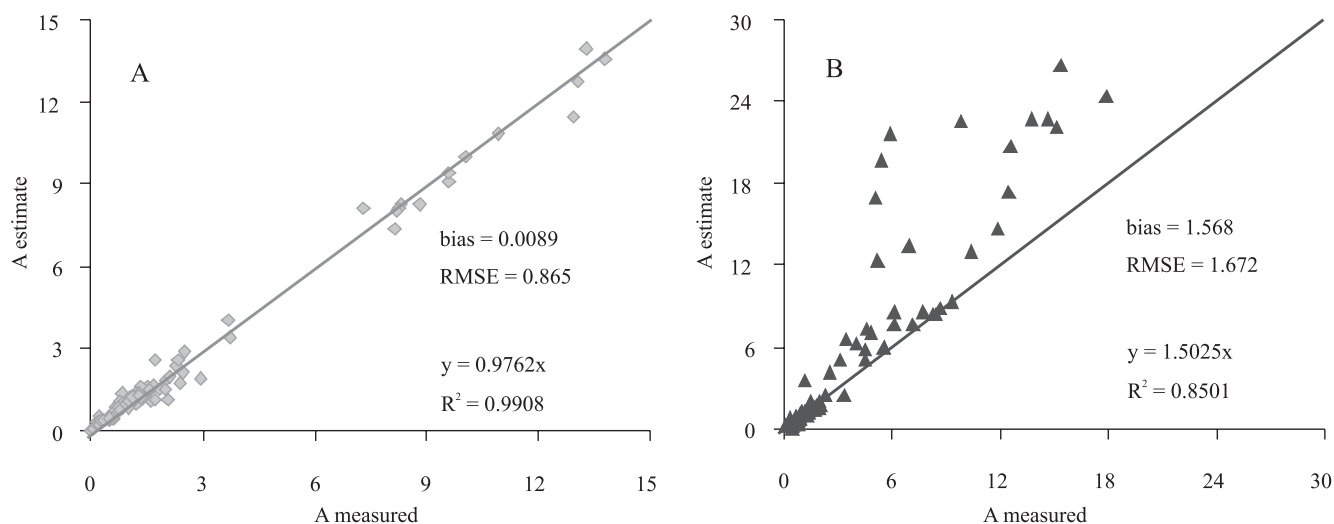 15
A
12
9
A estimate
bias = 0.0089
6
RMSE = 0.865
3
y = 0.9762x
R² = 0.9908
0
0 3 6 9 12 15
A measured
30
B
24
18
A estimate
bias = 1.568
12
RMSE = 1.672
6
y = 1.5025x
R² = 0.8501
0
0 6 12 18 24 30
A measured